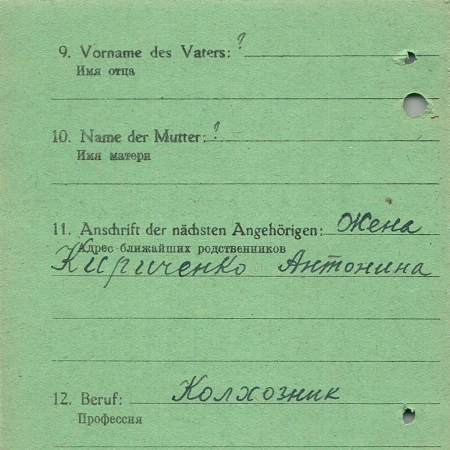 9. Vorname des Vaters: ?
Имя отца
10. Name der Mutter: ?
Имя матери
11. Anschrift der nächsten Angehörigen: Жена
Адрес ближайших родственников
Кириченко Антонина
12. Beruf: Колхозник
Профессия